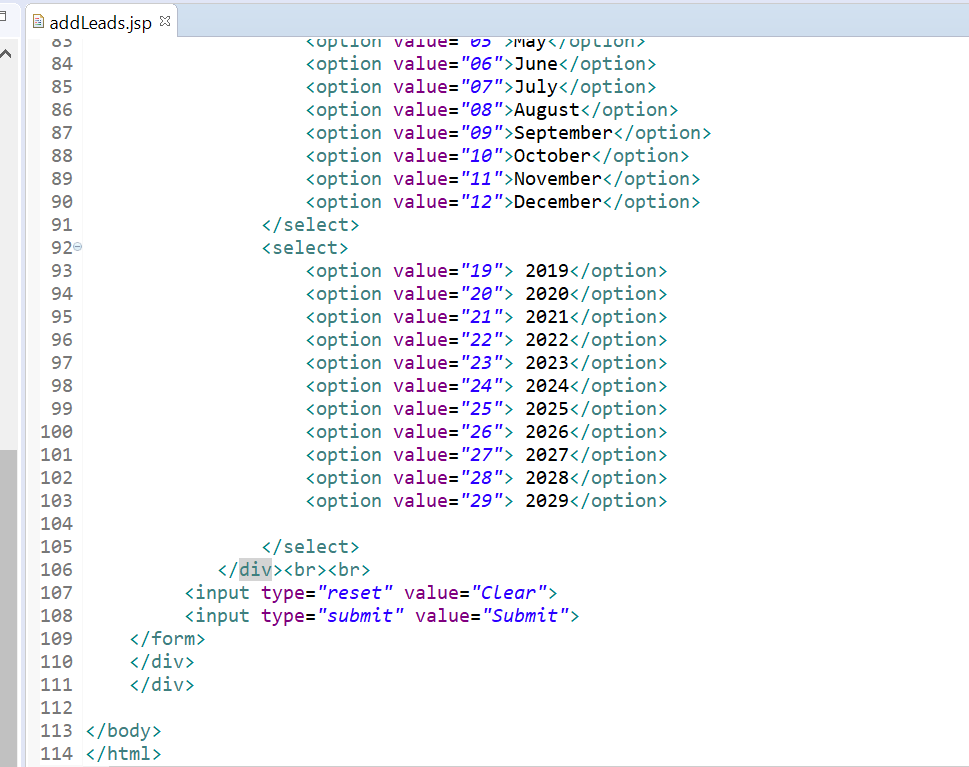 addLeads.jsp
83 <option value="05">May</option>
84 <option value="06">June</option>
85 <option value="07">July</option>
86 <option value="08">August</option>
87 <option value="09">September</option>
88 <option value="10">October</option>
89 <option value="11">November</option>
90 <option value="12">December</option>
91 </select>
92 <select>
93 <option value="19"> 2019</option>
94 <option value="20"> 2020</option>
95 <option value="21"> 2021</option>
96 <option value="22"> 2022</option>
97 <option value="23"> 2023</option>
98 <option value="24"> 2024</option>
99 <option value="25"> 2025</option>
100 <option value="26"> 2026</option>
101 <option value="27"> 2027</option>
102 <option value="28"> 2028</option>
103 <option value="29"> 2029</option>
104
105 </select>
106 </div><br><br>
107 <input type="reset" value="Clear">
108 <input type="submit" value="Submit">
109 </form>
110 </div>
111 </div>
112
113 </body>
114 </html>